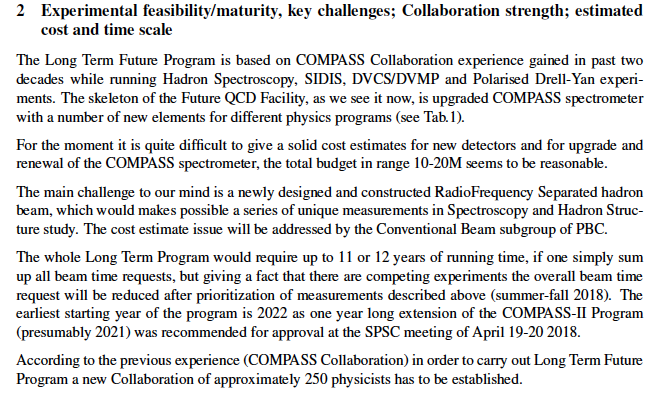 2 Experimental feasibility/maturity, key challenges; Collaboration strength; estimated
cost and time scale
The Long Term Future Program is based on COMPASS Collaboration experience gained in past two
decades while running Hadron Spectroscopy, SIDIS, DVCS/DVMP and Polarised Drell-Yan experi-
ments. The skeleton of the Future QCD Facility, as we see it now, is upgraded COMPASS spectrometer
with a number of new elements for different physics programs (see Tab.1).
For the moment it is quite difficult to give a solid cost estimates for new detectors and for upgrade and
renewal of the COMPASS spectrometer, the total budget in range 10-20M seems to be reasonable.
The main challenge to our mind is a newly designed and constructed RadioFrequency Separated hadron
beam, which would makes possible a series of unique measurements in Spectroscopy and Hadron Struc-
ture study. The cost estimate issue will be addressed by the Conventional Beam subgroup of PBC.
The whole Long Term Program would require up to 11 or 12 years of running time, if one simply sum
up all beam time requests, but giving a fact that there are competing experiments the overall beam time
request will be reduced after prioritization of measurements described above (summer-fall 2018). The
earliest starting year of the program is 2022 as one year long extension of the COMPASS-II Program
(presumably 2021) was recommended for approval at the SPSC meeting of April 19-20 2018.
According to the previous experience (COMPASS Collaboration) in order to carry out Long Term Future
Program a new Collaboration of approximately 250 physicists has to be established.